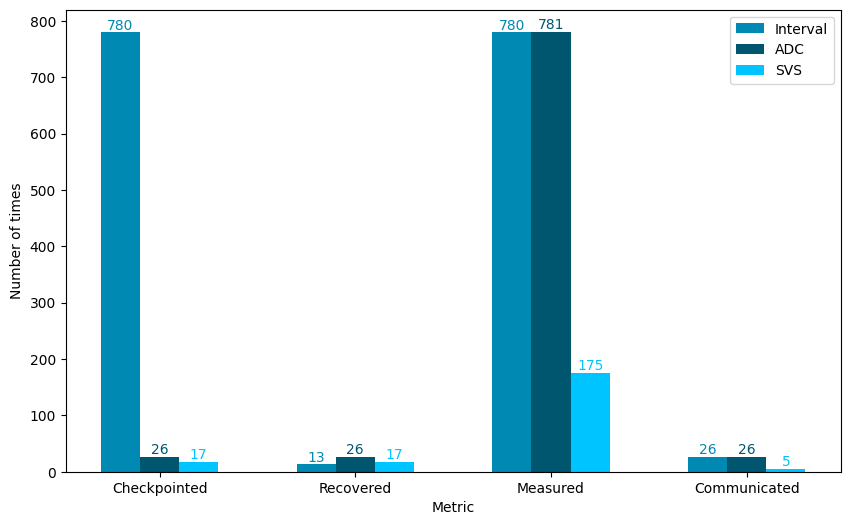 800
700
600
500
400
300
200
100
0
Number of times
780
26
17
13
26
17
780
781
175
26
26
5
Interval
ADC
SVS
Checkpointed
Recovered
Measured
Communicated
Metric